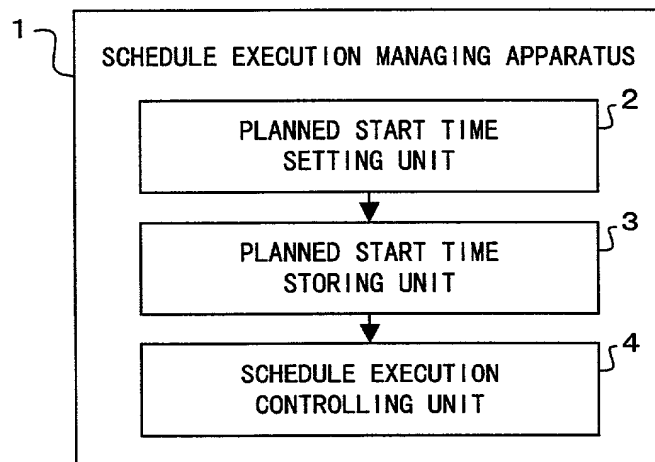 1
SCHEDULE EXECUTION MANAGING APPARATUS
2
PLANNED START TIME
SETTING UNIT
3
PLANNED START TIME
STORING UNIT
4
SCHEDULE EXECUTION
CONTROLLING UNIT